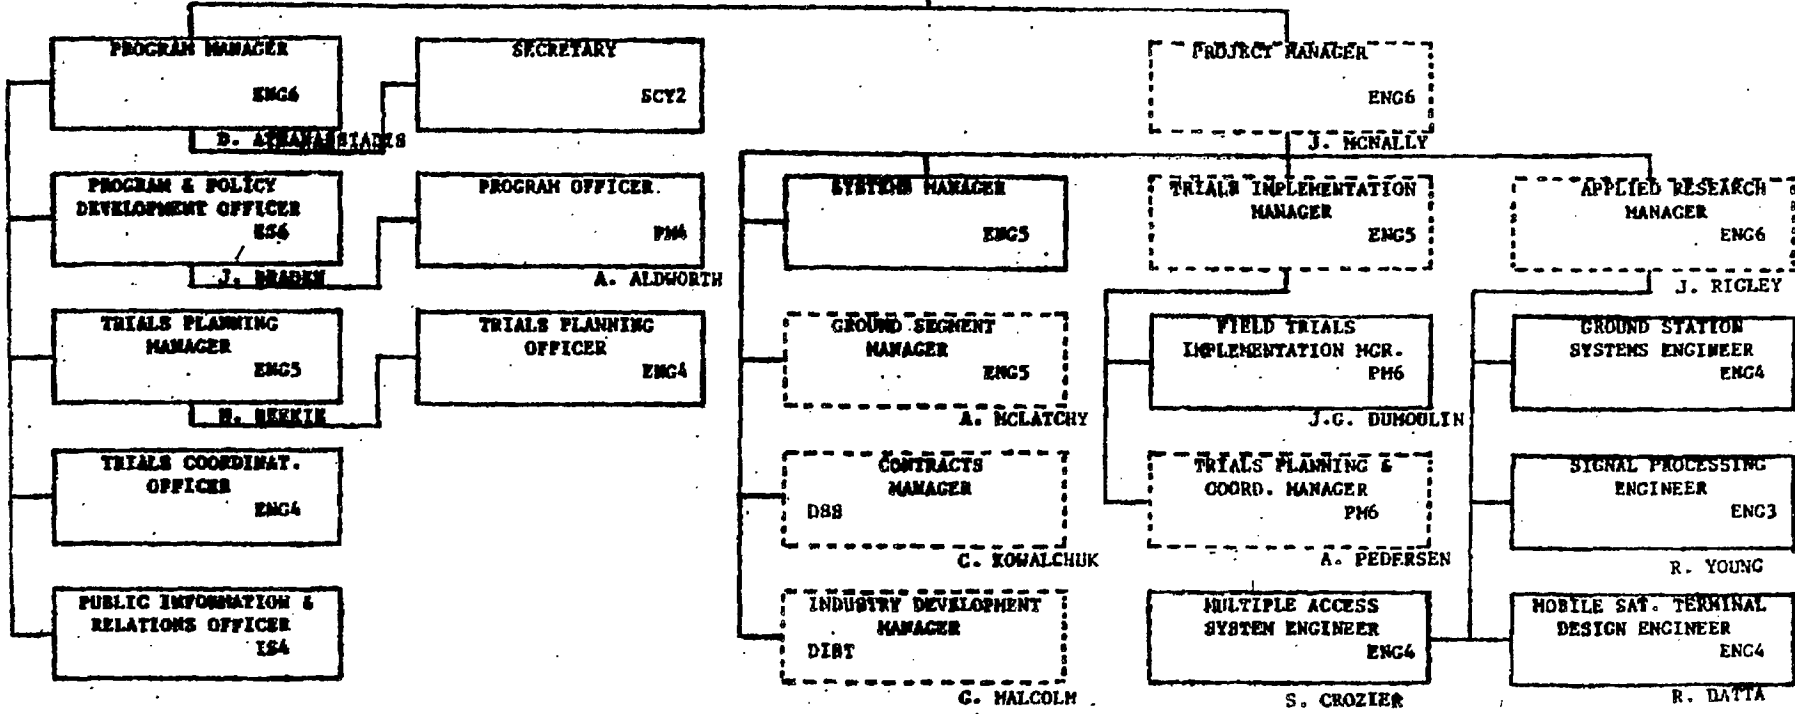 PROGRAM MANAGER
ENG6
D. ATHANASSIADIS
SECRETARY
SCY2
PROJECT MANAGER
ENG6
J. MCNALLY
PROGRAM & POLICY
DEVELOPMENT OFFICER
ES6
J. BRADEN
PROGRAM OFFICER
PM4
A. ALDWORTH
SYSTEMS MANAGER
ENG5
TRIALS IMPLEMENTATION
MANAGER
ENG5
APPLIED RESEARCH
MANAGER
ENG6
J. RIGLEY
TRIALS PLANNING
MANAGER
ENG5
TRIALS PLANNING
OFFICER
ENG4
GROUND SEGMENT
MANAGER
ENG5
A. MCLATCHY
FIELD TRIALS
IMPLEMENTATION MGR.
PM6
J.G. DUMOULIN
GROUND STATION
SYSTEMS ENGINEER
ENG4
TRIALS COORDINAT.
OFFICER
ENG4
CONTRACTS
MANAGER
DSS
C. KOWALCHUK
TRIALS PLANNING &
COORD. MANAGER
PM6
A. PEDERSEN
SIGNAL PROCESSING
ENGINEER
ENG3
R. YOUNG
PUBLIC INFORMATION &
RELATIONS OFFICER
IS4
INDUSTRY DEVELOPMENT
MANAGER
DIST
G. MALCOLM
MULTIPLE ACCESS
SYSTEM ENGINEER
ENG4
S. CROZIER
MOBILE SAT. TERMINAL
DESIGN ENGINEER
ENG4
R. DATTA